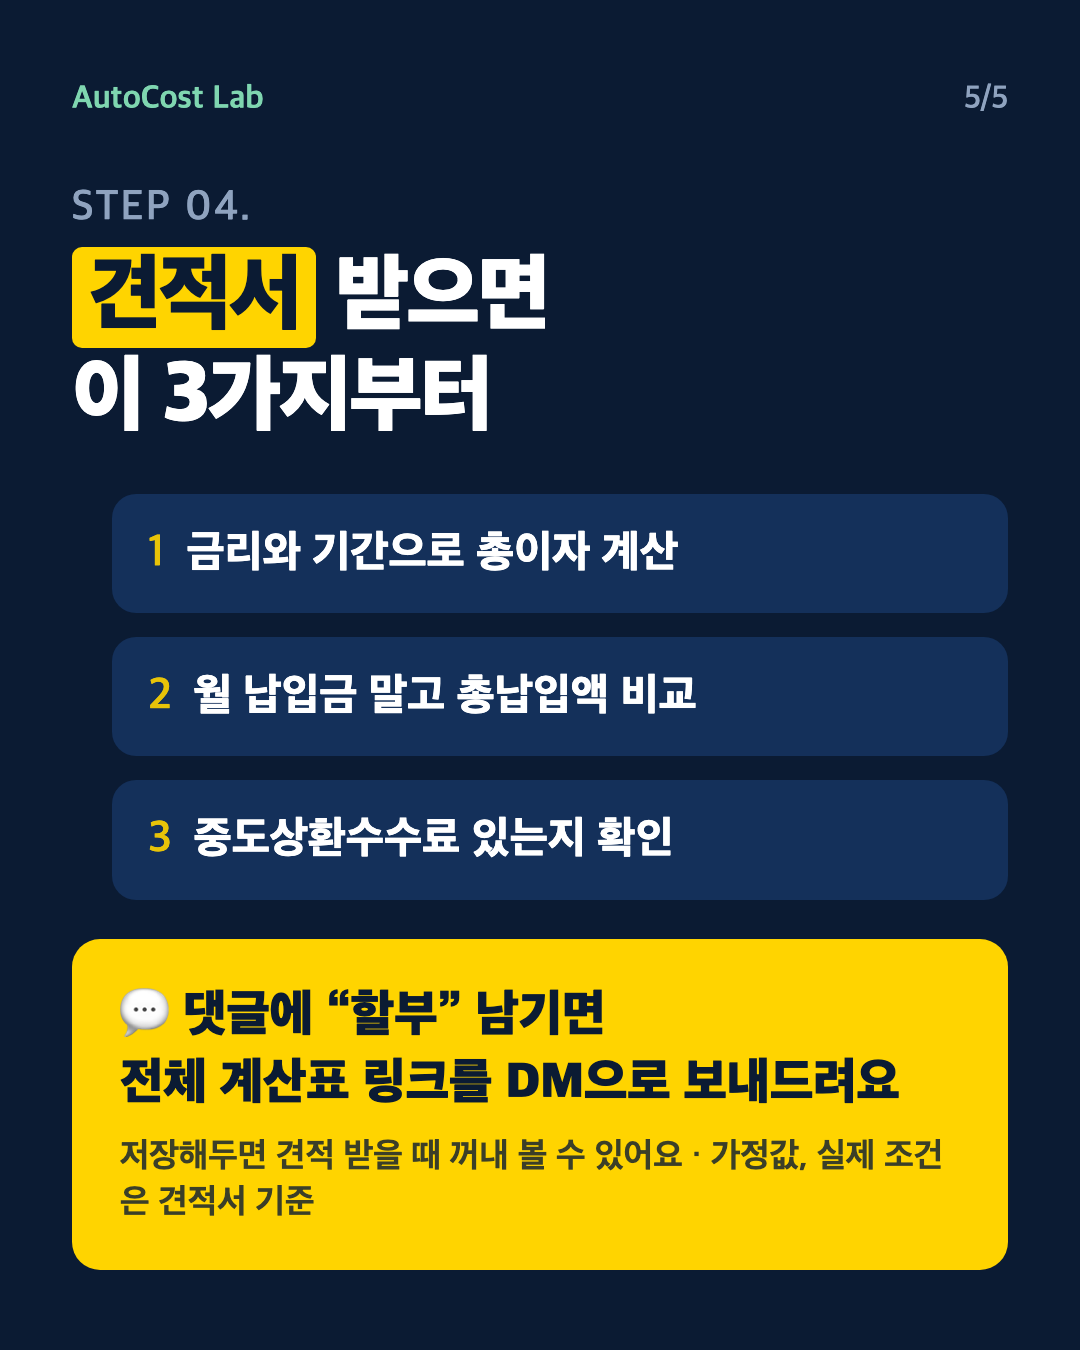 AutoCost Lab
5/5
STEP 04.
견적서 받으면
이 3가지부터
1 금리와 기간으로 총이자 계산
2 월 납입금 말고 총납입액 비교
3 중도상환수수료 있는지 확인
💬 댓글에 “할부” 남기면
전체 계산표 링크를 DM으로 보내드려요
저장해두면 견적 받을 때 꺼내 볼 수 있어요 · 가정값, 실제 조건
은 견적서 기준